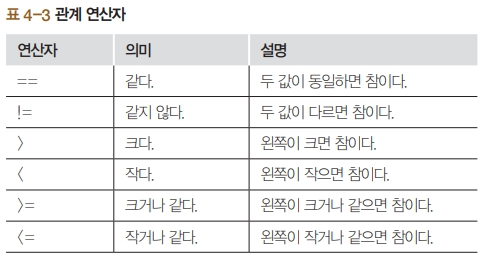 표 4-3 관계 연산자
연산자 의미 설명
== 같다. 두 값이 동일하면 참이다.
!= 같지 않다. 두 값이 다르면 참이다.
> 크다. 왼쪽이 크면 참이다.
< 작다. 왼쪽이 작으면 참이다.
>= 크거나 같다. 왼쪽이 크거나 같으면 참이다.
<= 작거나 같다. 왼쪽이 작거나 같으면 참이다.